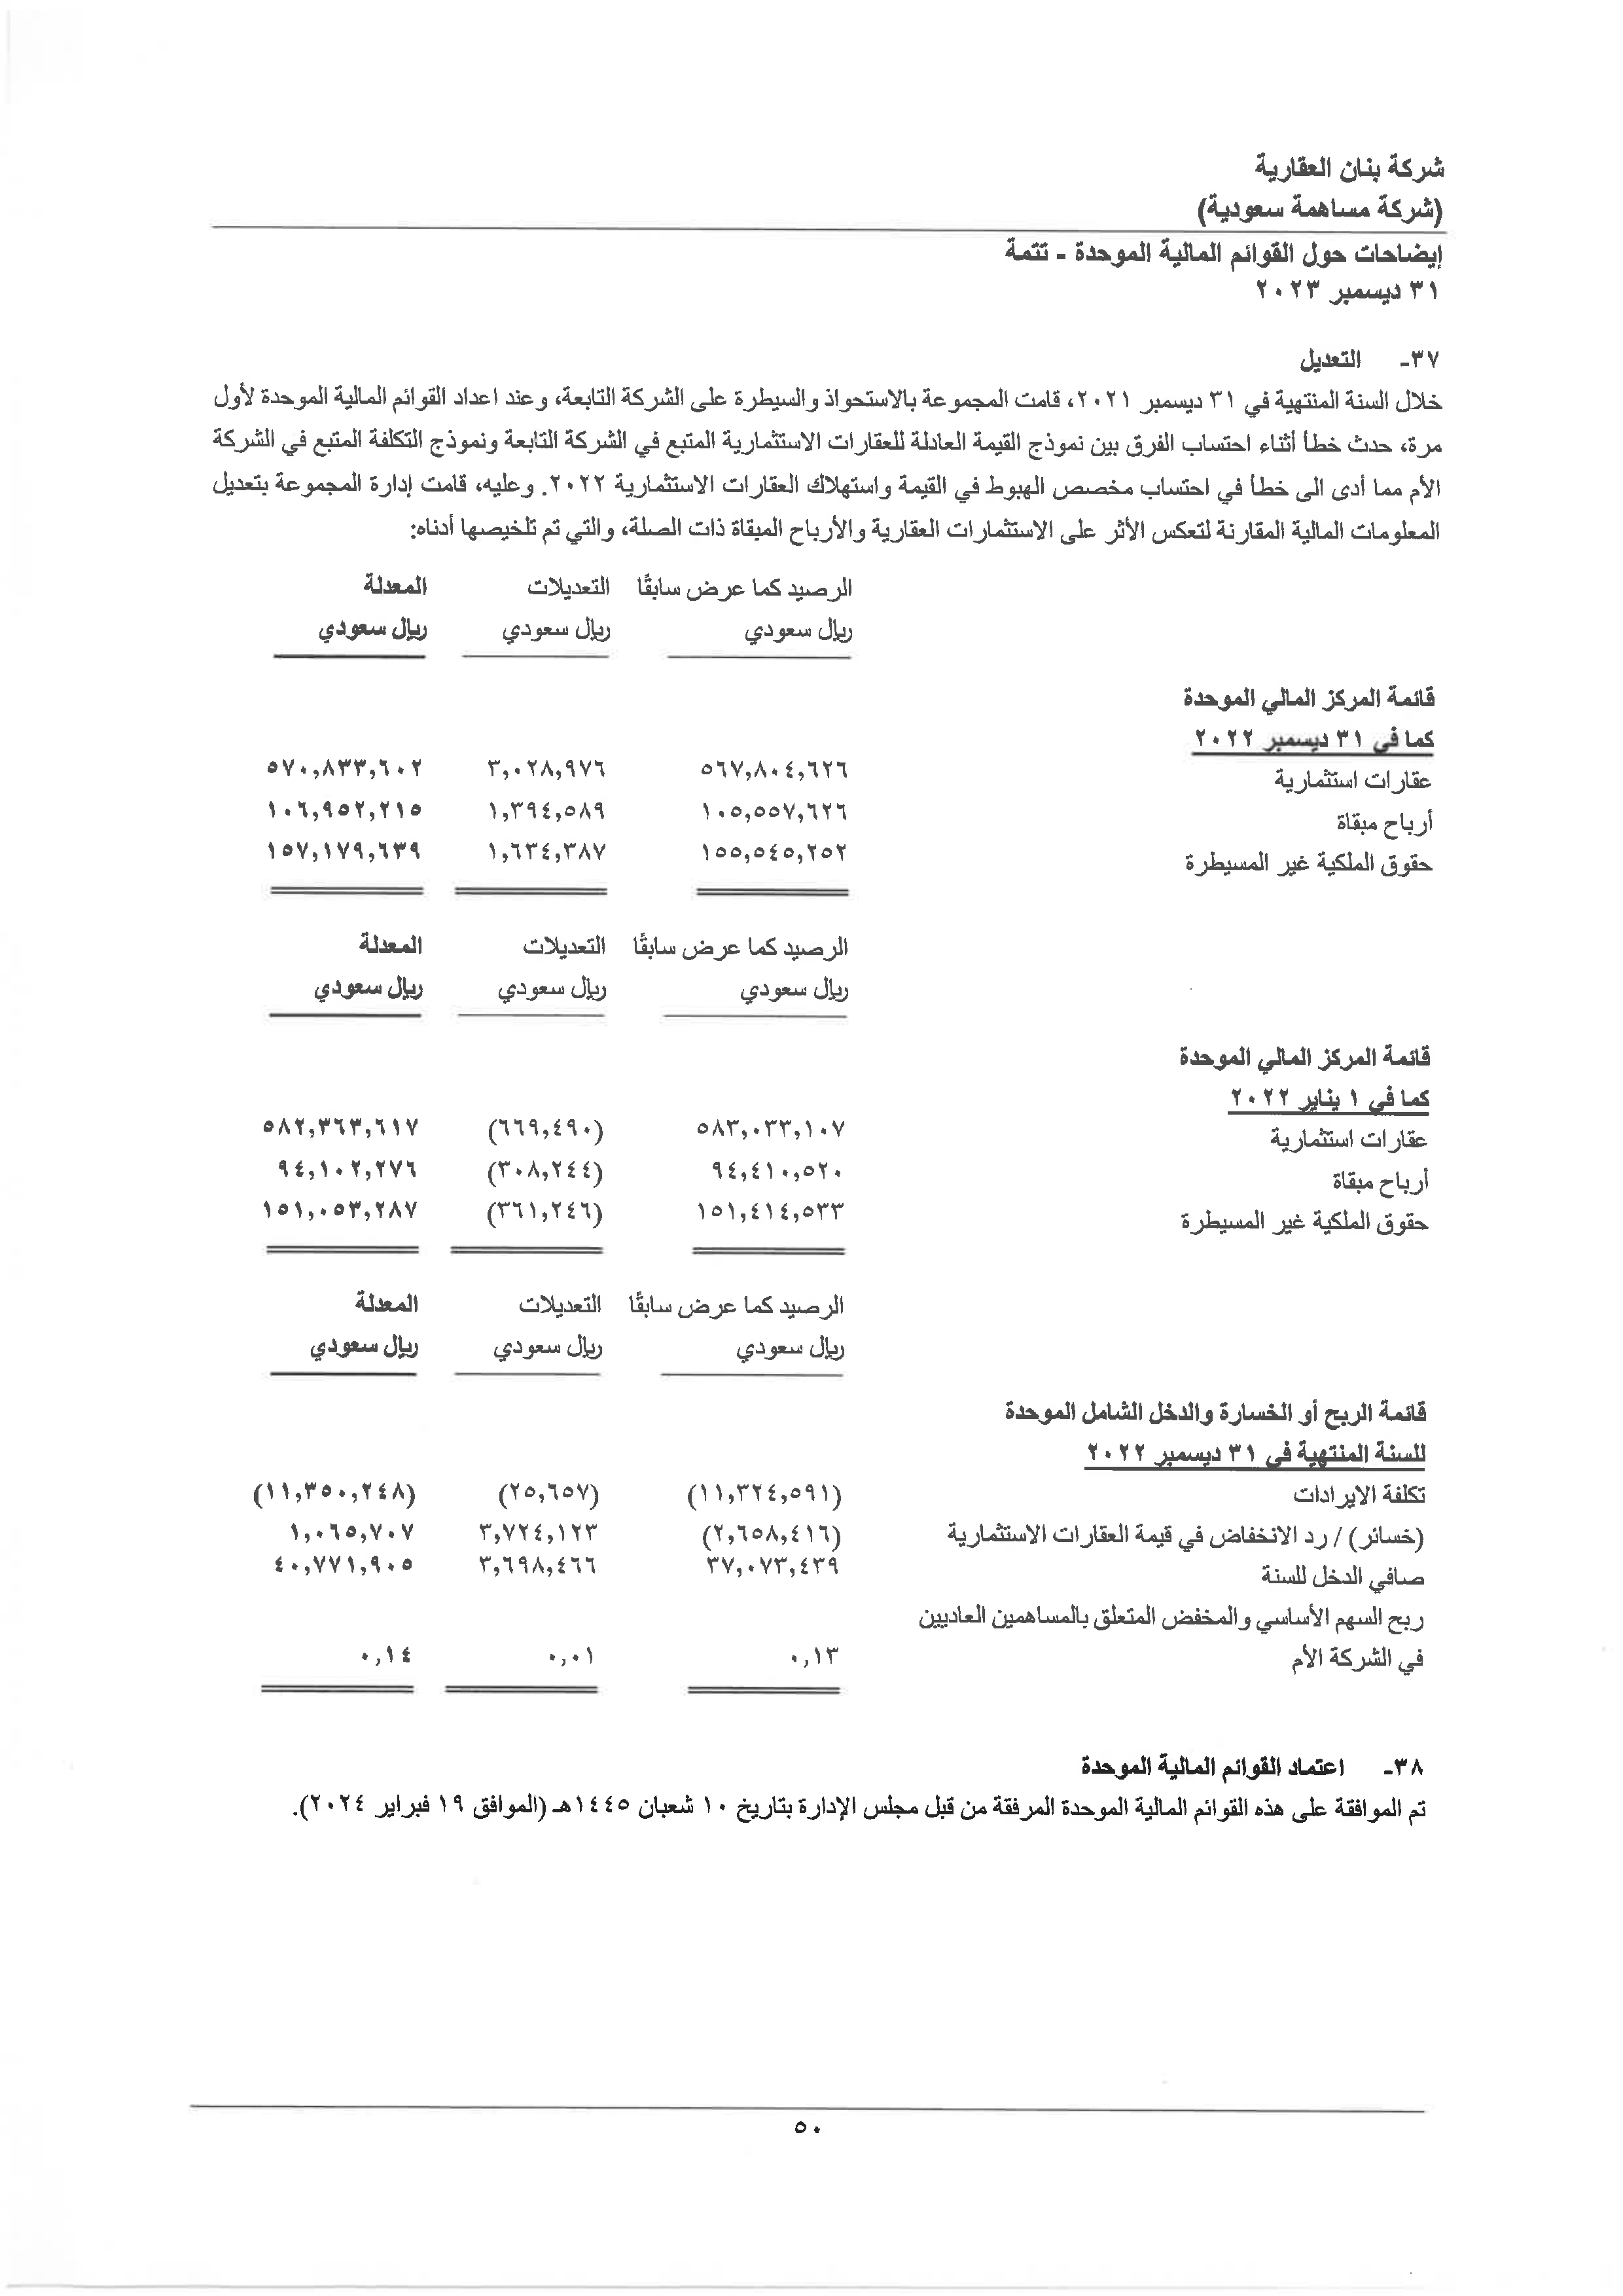 شركة بنان العقارية
(شركة مساهمة سعودية)
إيضاحات حول القوائم المالية الموحدة - تتمة
٣١ ديسمبر ٢٠٢٣
٣٧- التعديل
خلال السنة المنتهية في ٣١ ديسمبر ٢٠٢١، قامت المجموعة بالاستحواذ والسيطرة على الشركة التابعة، وعند اعداد القوائم المالية الموحدة لأول
مرة، حدث خطأ أثناء احتساب الفرق بين نموذج القيمة العادلة للعقارات الاستثمارية المتبع في الشركة التابعة ونموذج التكلفة المتبع في الشركة
الأم مما أدى الى خطأ في احتساب مخصص الهبوط في القيمة واستهلاك العقارات الاستثمارية ٢٠٢٢. وعليه، قامت إدارة المجموعة بتعديل
المعلومات المالية المقارنة لتعكس الأثر على الاستثمارات العقارية والأرباح المبقاة ذات الصلة، والتي تم تلخيصها أدناه:
الرصيد كما عرض سابقًا التعديلات المعدلة
ريال سعودي ريال سعودي ريال سعودي
قائمة المركز المالي الموحدة
كما في ٣١ ديسمبر ٢٠٢٢
عقارات استثمارية ٥٦٧,٨٠٤,٦٢٦ ٣,٠٢٨,٩٧٦ ٥٧٠,٨٣٣,٦٠٢
أرباح مبقاة ١٠٥,٥٥٧,٦٢٦ ١,٣٩٤,٥٨٩ ١٠٦,٩٥٢,٢١٥
حقوق الملكية غير المسيطرة ١٥٥,٥٤٥,٢٥٢ ١,٦٣٤,٣٨٧ ١٥٧,١٧٩,٦٣٩
الرصيد كما عرض سابقًا التعديلات المعدلة
ريال سعودي ريال سعودي ريال سعودي
قائمة المركز المالي الموحدة
كما في ١ يناير ٢٠٢٢
عقارات استثمارية ٥٨٣,٠٣٣,١٠٧ (٦٦٩,٤٩٠) ٥٨٢,٣٦٣,٦١٧
أرباح مبقاة ٩٤,٤١٠,٥٢٠ (٣٠٨,٢٤٤) ٩٤,١٠٢,٢٧٦
حقوق الملكية غير المسيطرة ١٥١,٤١٤,٥٣٣ (٣٦١,٢٤٦) ١٥١,٠٥٣,٢٨٧
الرصيد كما عرض سابقًا التعديلات المعدلة
ريال سعودي ريال سعودي ريال سعودي
قائمة الربح أو الخسارة والدخل الشامل الموحدة
للسنة المنتهية في ٣١ ديسمبر ٢٠٢٢
تكلفة الايرادات (١١,٣٢٤,٥٩١) (٢٥,٦٥٧) (١١,٣٥٠,٢٤٨)
(خسائر) / رد الانخفاض في قيمة العقارات الاستثمارية (٢,٦٥٨,٤١٦) ٣,٧٢٤,١٢٣ ١,٠٦٥,٧٠٧
صافي الدخل للسنة ٣٧,٠٧٣,٤٣٩ ٣,٦٩٨,٤٦٦ ٤٠,٧٧١,٩٠٥
ربح السهم الأساسي والمخفض المتعلق بالمساهمين العاديين
في الشركة الأم ٠,١٣ ٠,٠١ ٠,١٤
٣٨- اعتماد القوائم المالية الموحدة
تم الموافقة على هذه القوائم المالية الموحدة المرفقة من قبل مجلس الإدارة بتاريخ ١٠ شعبان ١٤٤٥هـ (الموافق ١٩ فبراير ٢٠٢٤).
٥٠